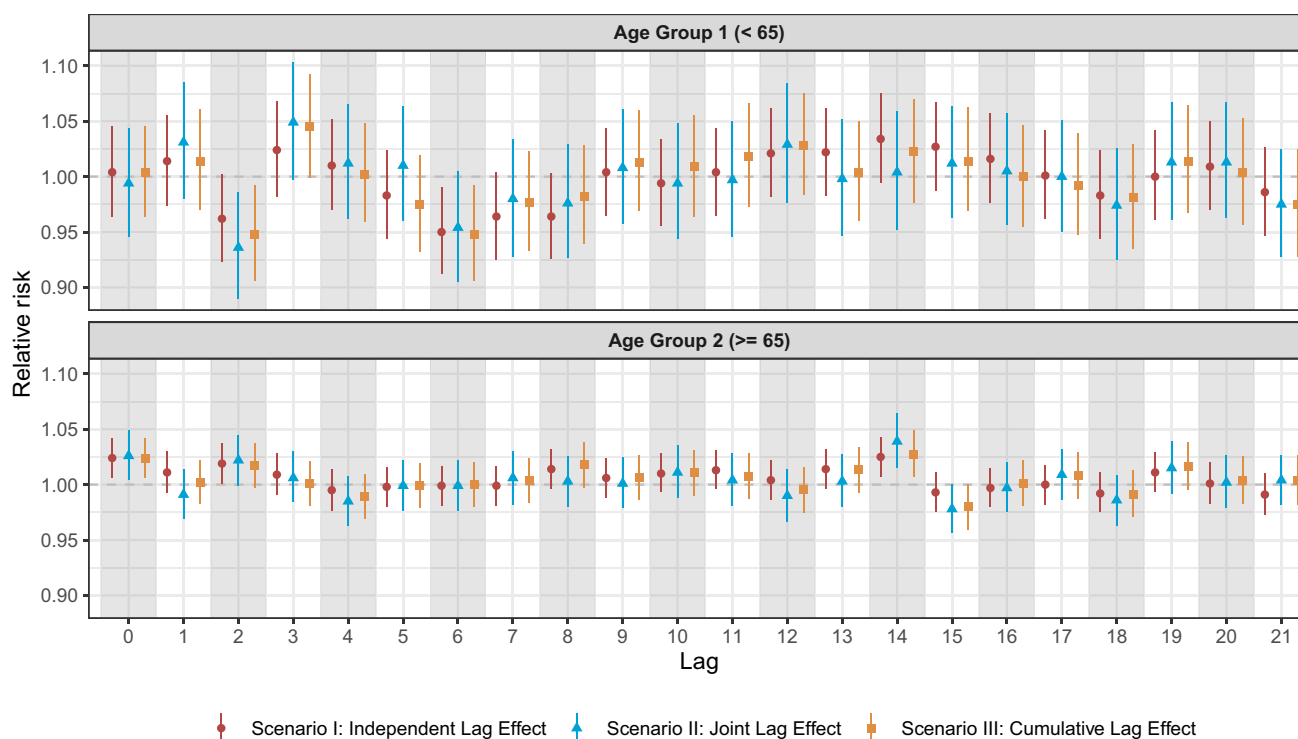 Age Group 1 (< 65)
1.10
1.05
1.00
0.95
0.90
Age Group 2 (>= 65)
1.10
1.05
1.00
0.95
0.90
Relative risk
0 1 2 3 4 5 6 7 8 9 10 11 12 13 14 15 16 17 18 19 20 21
Lag
Scenario I: Independent Lag Effect Scenario II: Joint Lag Effect Scenario III: Cumulative Lag Effect